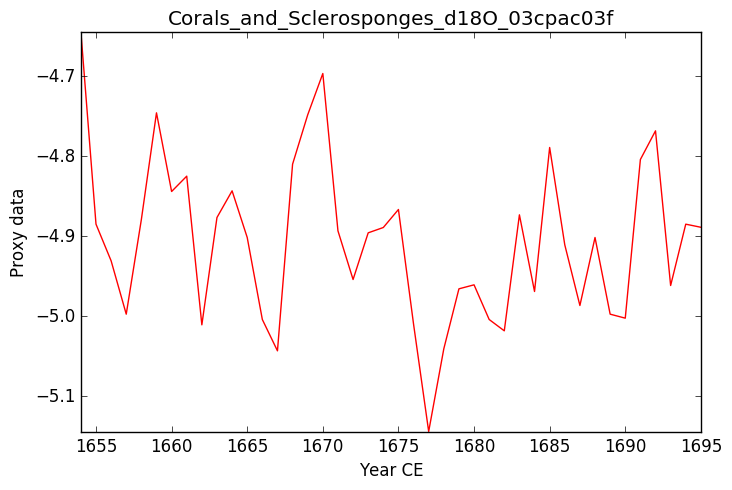 Corals_and_Sclerosponges_d18O_03cpac03f
Proxy data
−4.7
−4.8
−4.9
−5.0
−5.1
1655 1660 1665 1670 1675 1680 1685 1690 1695
Year CE